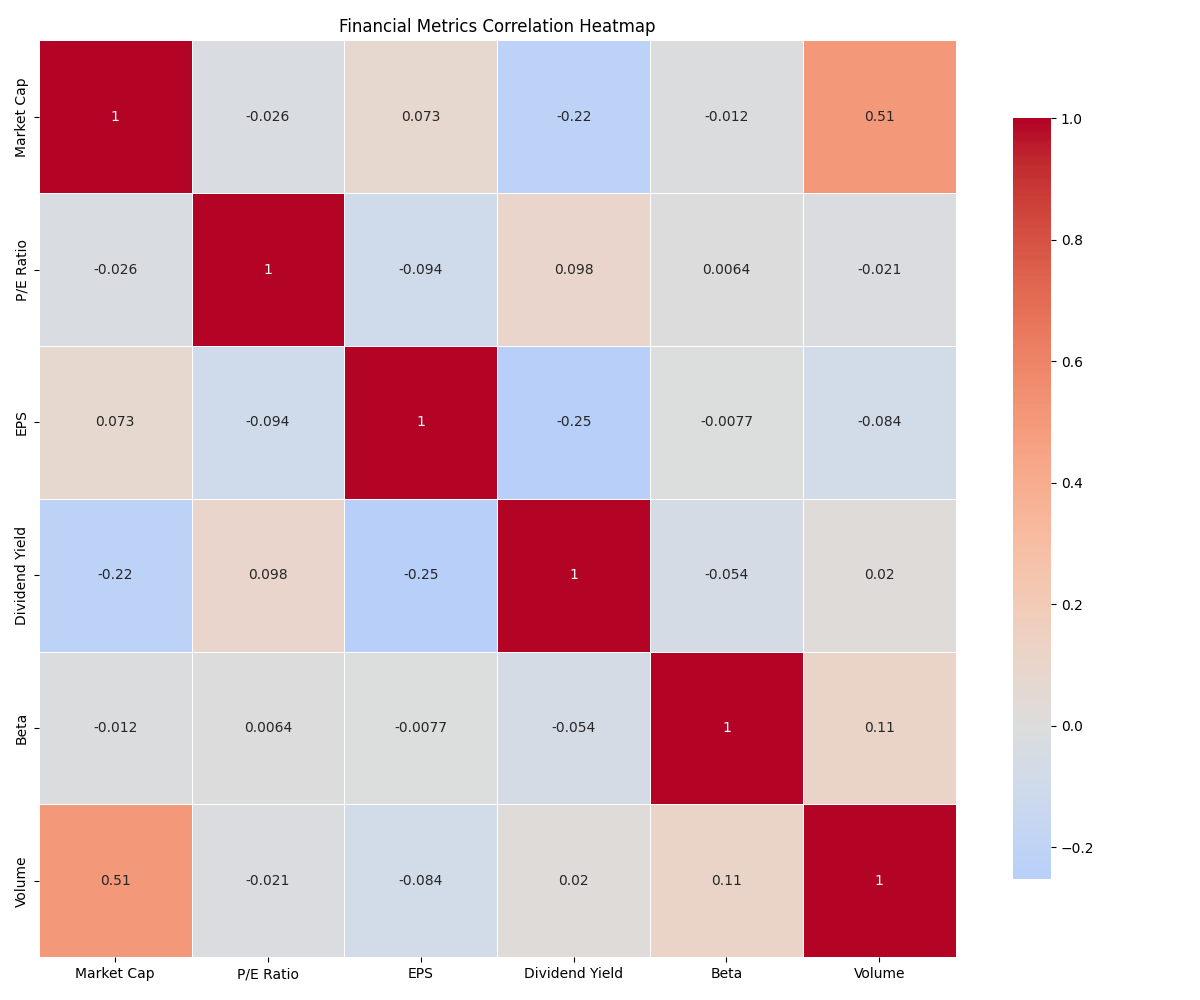 Financial Metrics Correlation Heatmap
Market Cap 1 -0.026 0.073 -0.22 -0.012 0.51
P/E Ratio -0.026 1 -0.094 0.098 0.0064 -0.021
EPS 0.073 -0.094 1 -0.25 -0.0077 -0.084
Dividend Yield -0.22 0.098 -0.25 1 -0.054 0.02
Beta -0.012 0.0064 -0.0077 -0.054 1 0.11
Volume 0.51 -0.021 -0.084 0.02 0.11 1
Market Cap P/E Ratio EPS Dividend Yield Beta Volume
1.0
0.8
0.6
0.4
0.2
0.0
−0.2